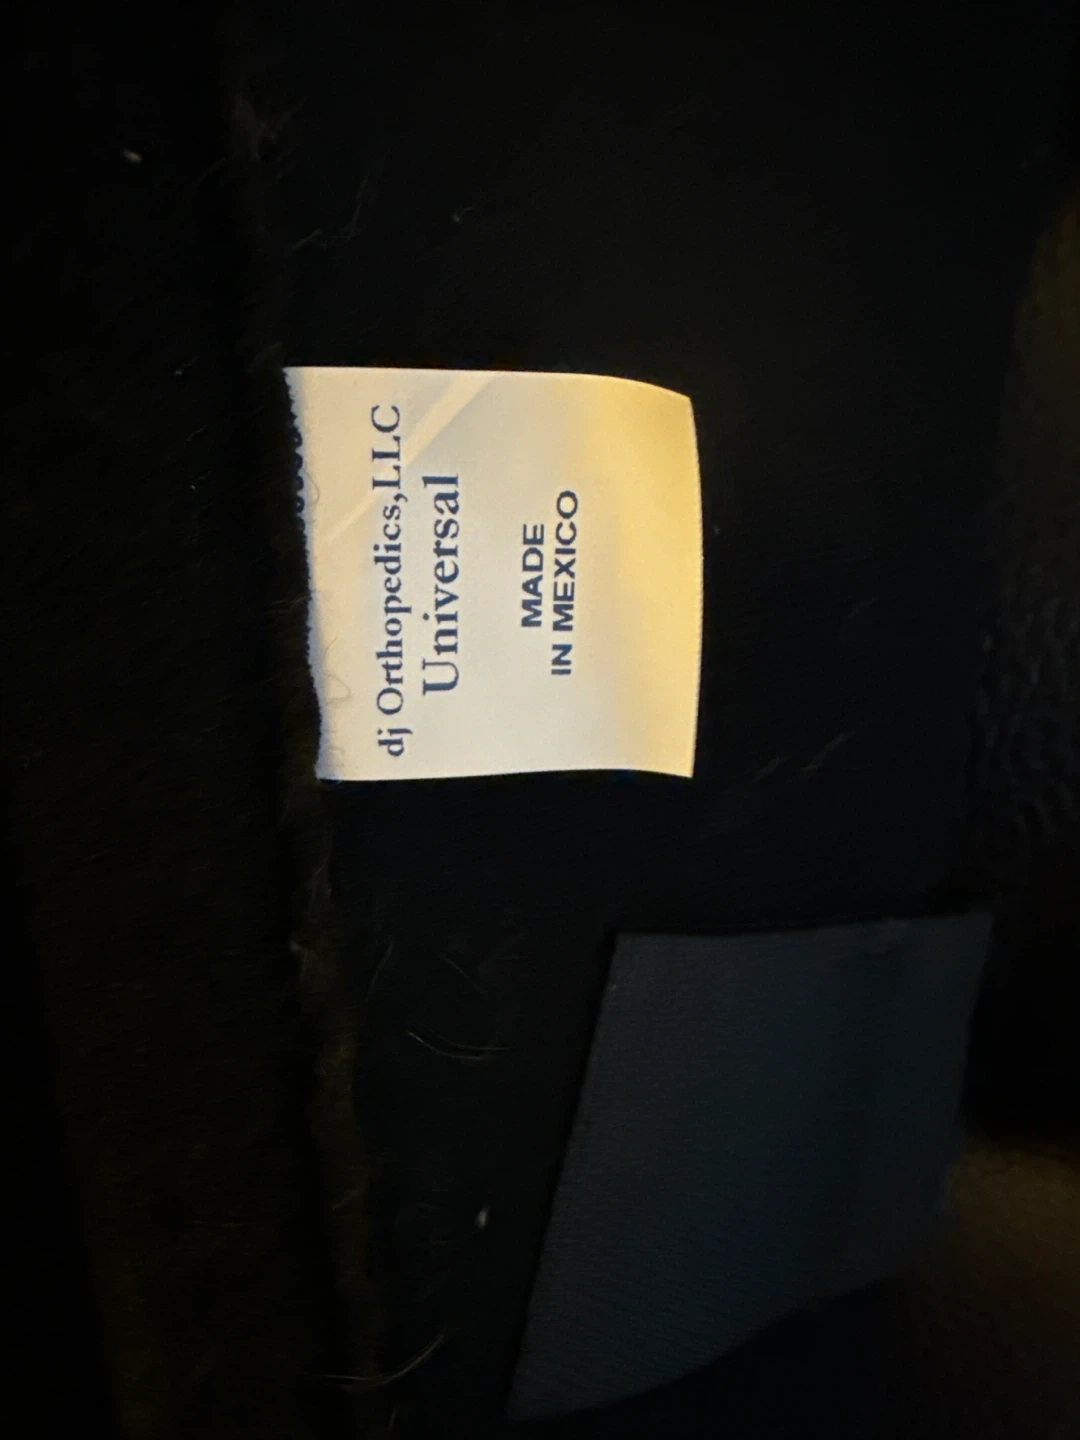 dj Orthopedics,LLC
Universal
MADE
IN MEXICO